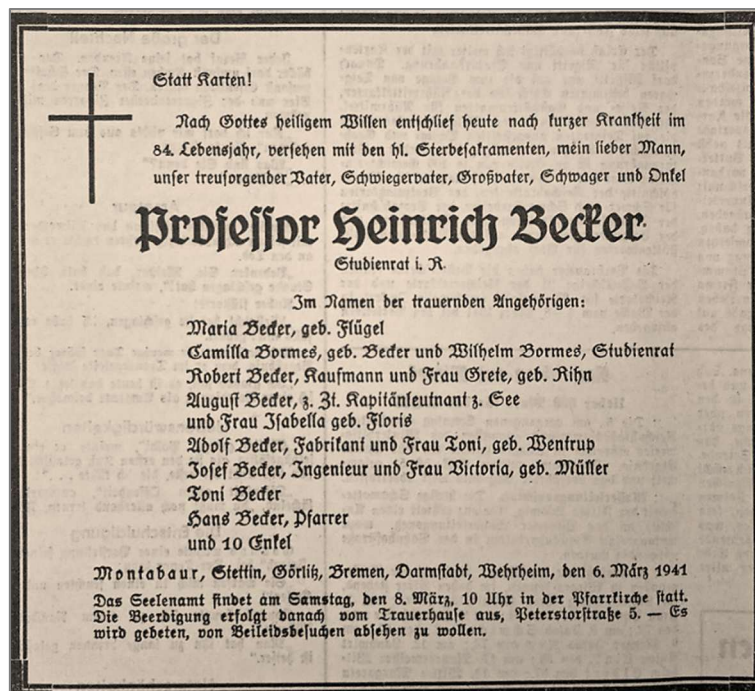 Statt Karten!
Nach Gottes heiligem Willen entschlief heute nach kurzer Krankheit im
84. Lebensjahr, versehen mit den hl. Sterbesakramenten, mein lieber Mann,
unser treusorgender Vater, Schwiegervater, Großvater, Schwager und Onkel
Professor Heinrich Becker
Studienrat i. R.
Im Namen der trauernden Angehörigen:
Maria Becker, geb. Flügel
Camilla Bormes, geb. Becker und Wilhelm Bormes, Studienrat
Robert Becker, Kaufmann und Frau Grete, geb. Rihn
August Becker, z. Zt. Kapitänleutnant z. See
und Frau Isabella geb. Floris
Adolf Becker, Fabrikant und Frau Toni, geb. Wentrup
Josef Becker, Ingenieur und Frau Victoria, geb. Müller
Toni Becker
Hans Becker, Pfarrer
und 10 Enkel
Montabaur, Stettin, Görlitz, Bremen, Darmstadt, Wehrheim, den 6. März 1941
Das Seelenamt findet am Samstag, den 8. März, 10 Uhr in der Pfarrkirche statt.
Die Beerdigung erfolgt danach vom Trauerhause aus, Peterstorstraße 5. — Es
wird gebeten, von Beileidsbesuchen absehen zu wollen.